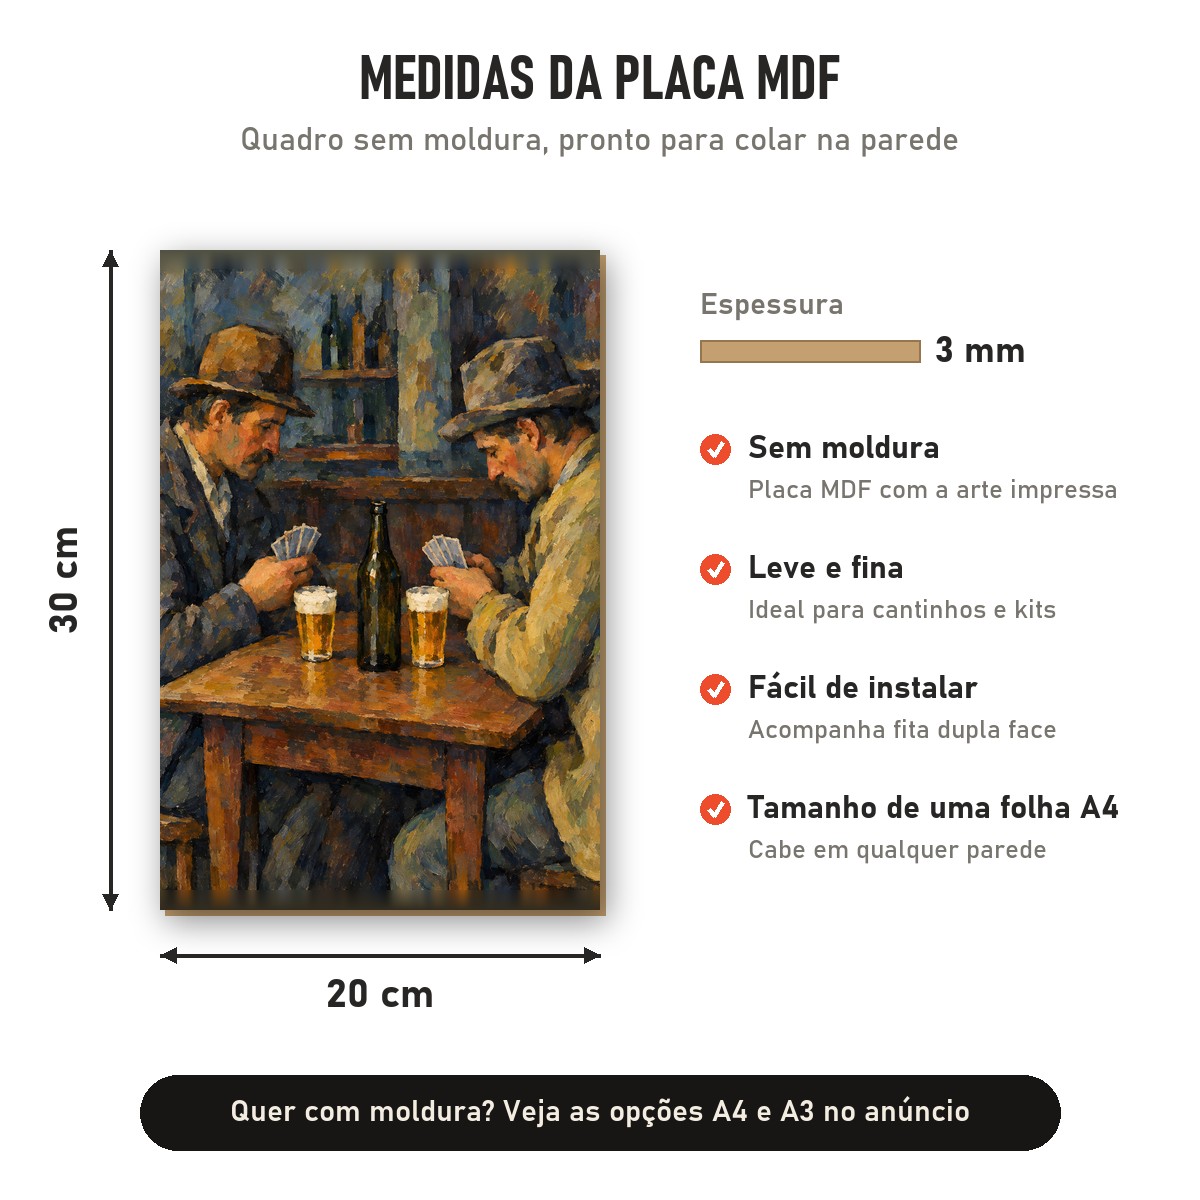 MEDIDAS DA PLACA MDF
Quadro sem moldura, pronto para colar na parede
30 cm
20 cm
Espessura
3 mm
Sem moldura
Placa MDF com a arte impressa
Leve e fina
Ideal para cantinhos e kits
Fácil de instalar
Acompanha fita dupla face
Tamanho de uma folha A4
Cabe em qualquer parede
Quer com moldura? Veja as opções A4 e A3 no anúncio